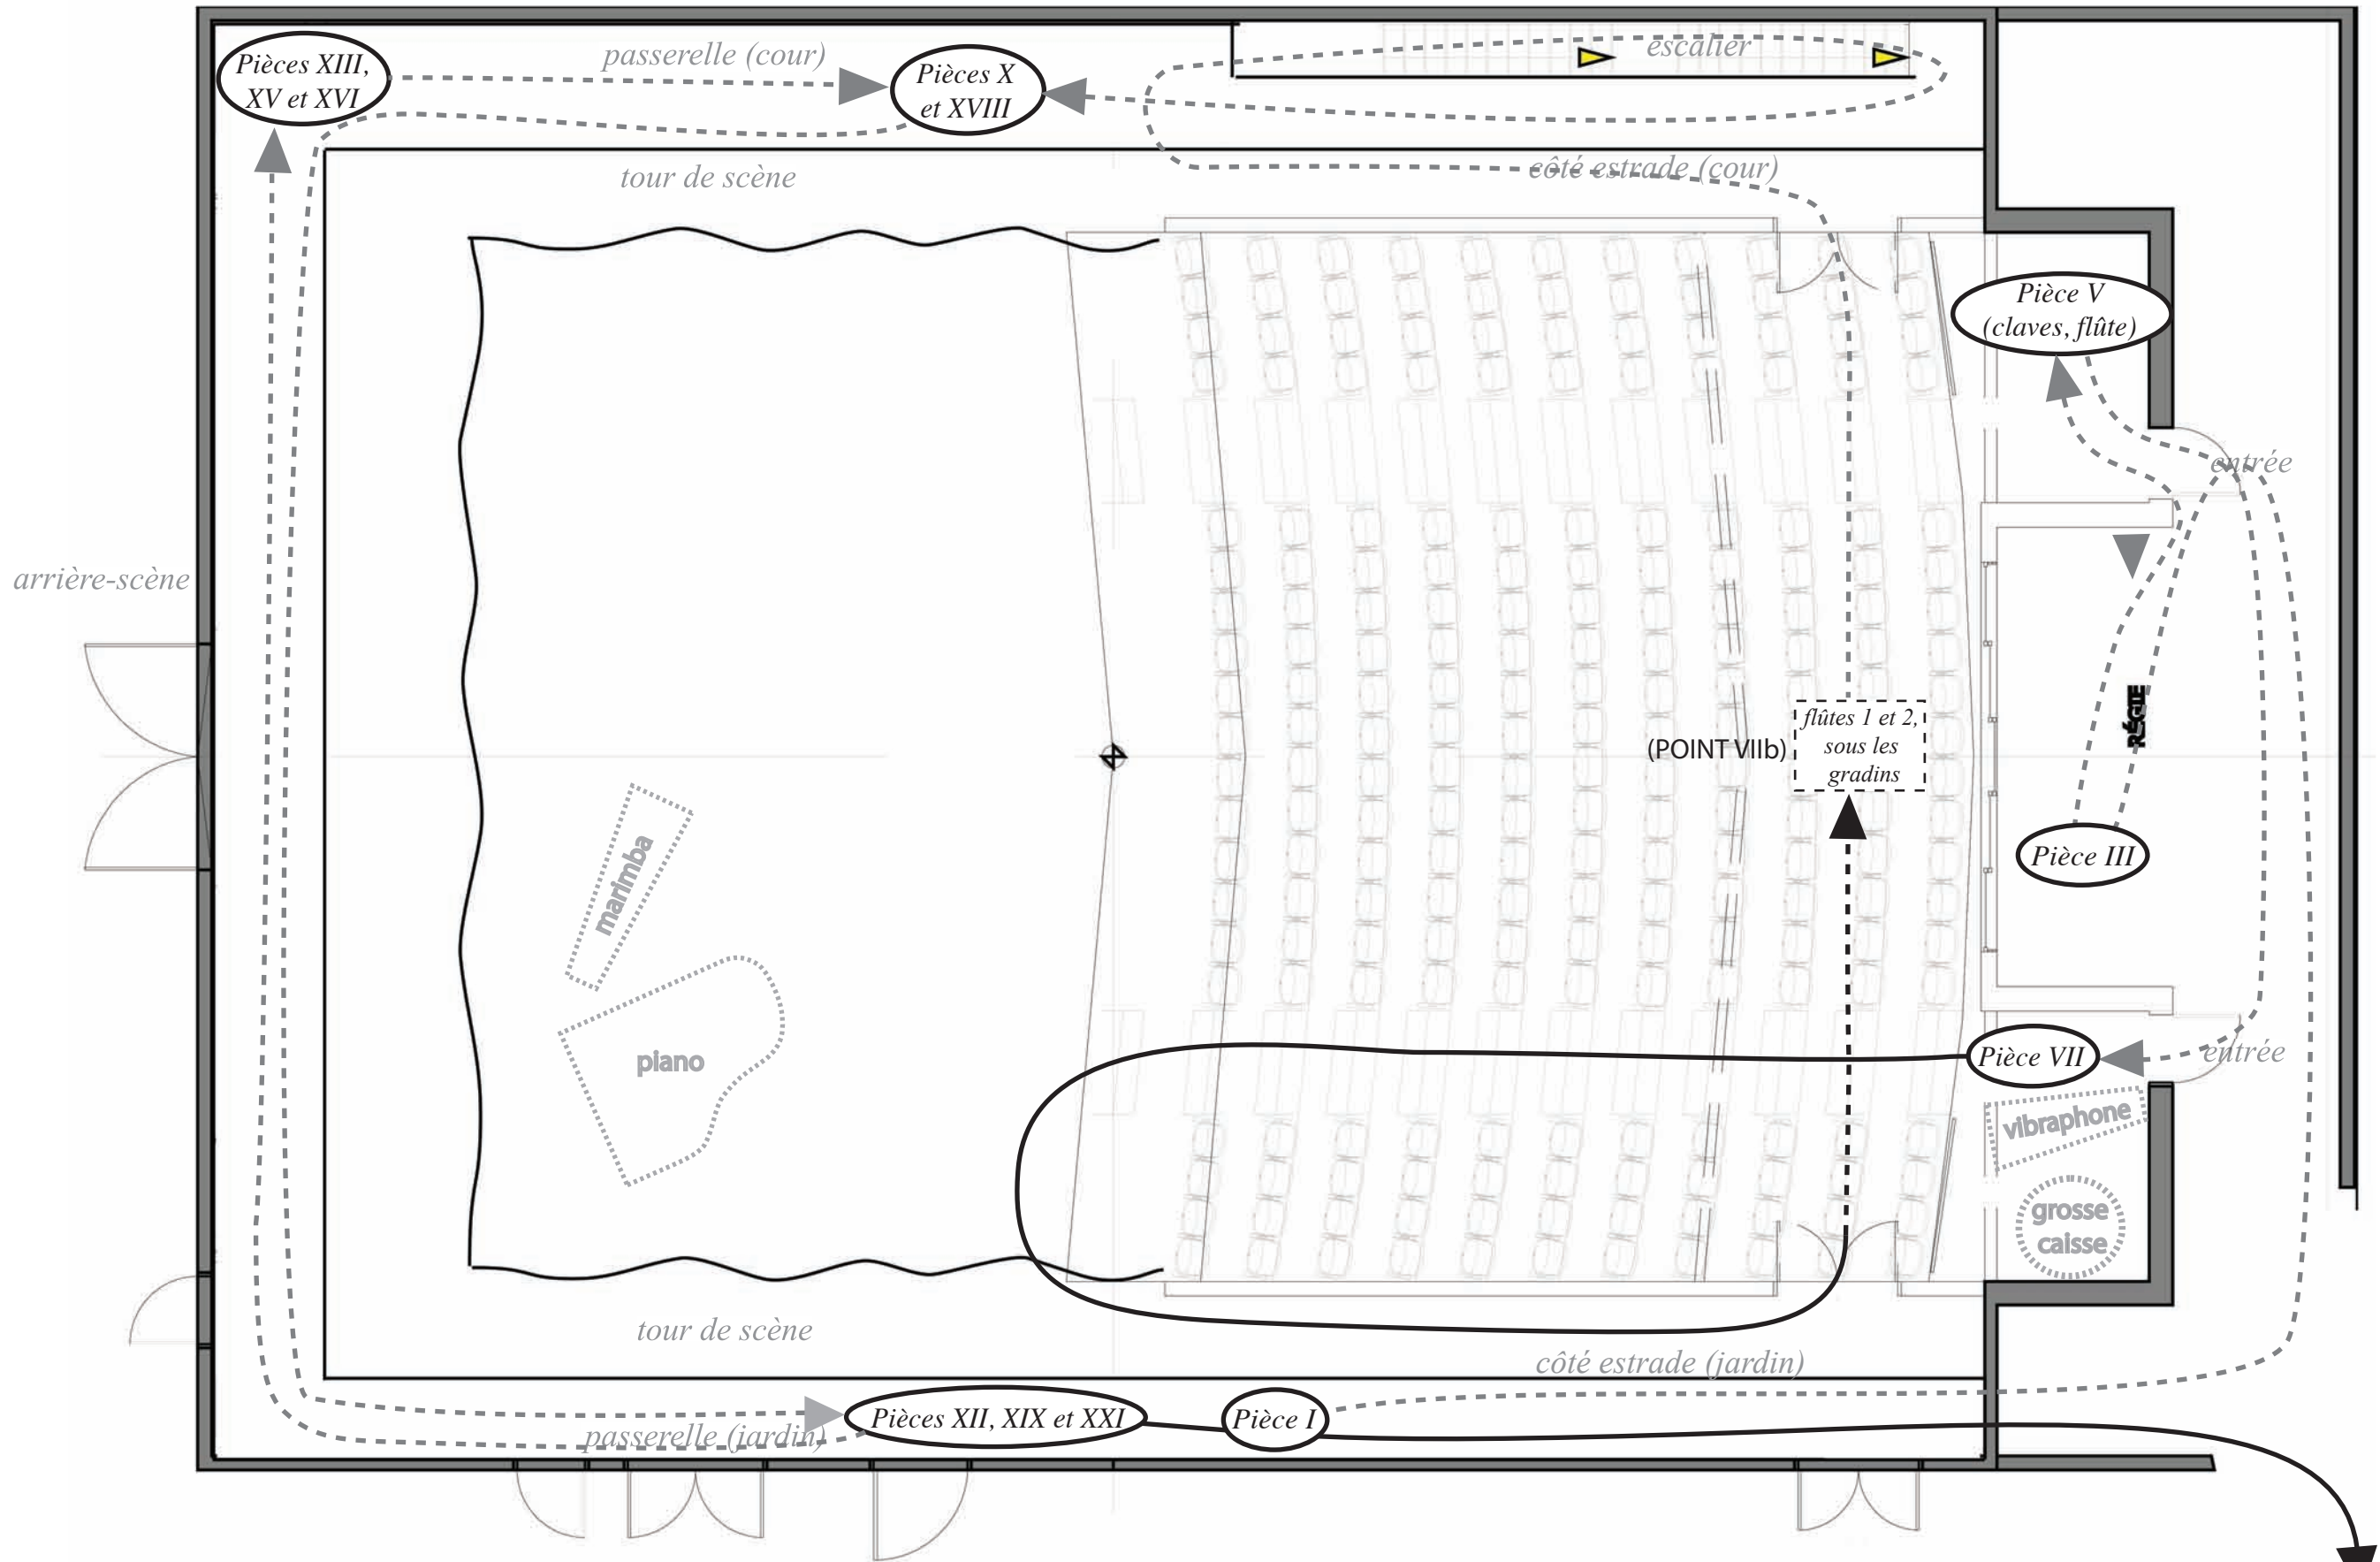 Pièces XIII,
XV et XVI
passerelle (cour)
Pièces X
et XVIII
escalier
tour de scène
côté estrade (cour)
Pièce V
(claves, flûte)
entrée
arrière-scène
flûtes 1 et 2,
sous les
gradins
(POINT VIIb)
RÉGIE
marimba
Pièce III
piano
Pièce VII
entrée
vibraphone
grosse
caisse
tour de scène
côté estrade (jardin)
Pièces XII, XIX et XXI
Pièce I
passerelle (jardin)